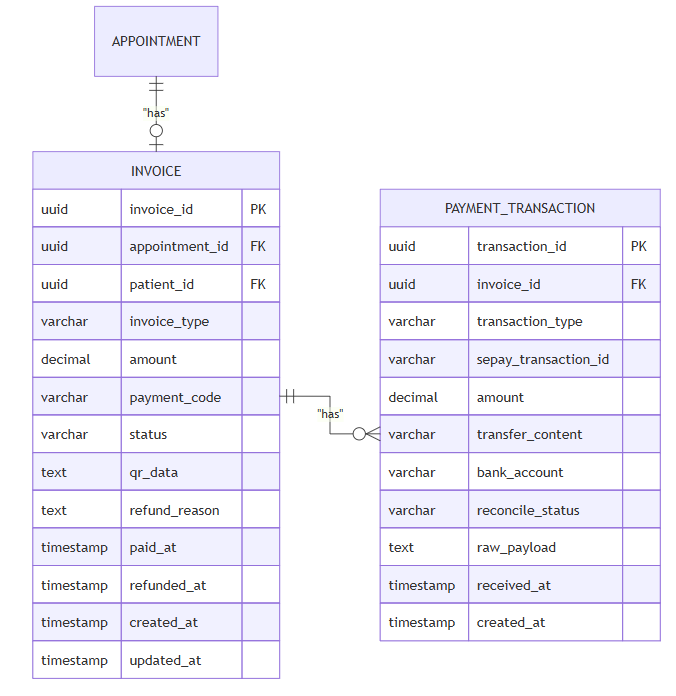 APPOINTMENT
"has"
INVOICE
uuid invoice_id PK
uuid appointment_id FK
uuid patient_id FK
varchar invoice_type
decimal amount
varchar payment_code
varchar status
text qr_data
text refund_reason
timestamp paid_at
timestamp refunded_at
timestamp created_at
timestamp updated_at
"has"
PAYMENT_TRANSACTION
uuid transaction_id PK
uuid invoice_id FK
varchar transaction_type
varchar sepay_transaction_id
decimal amount
varchar transfer_content
varchar bank_account
varchar reconcile_status
text raw_payload
timestamp received_at
timestamp created_at